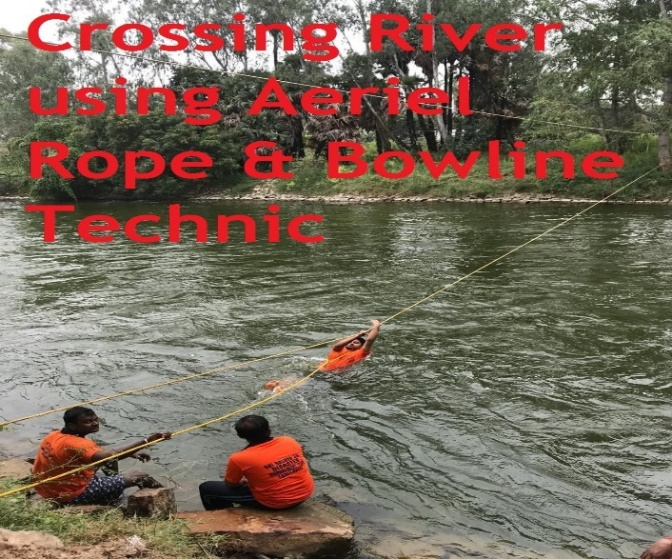 Crossing River
using Aeriel
Rope & Bowline
Technic